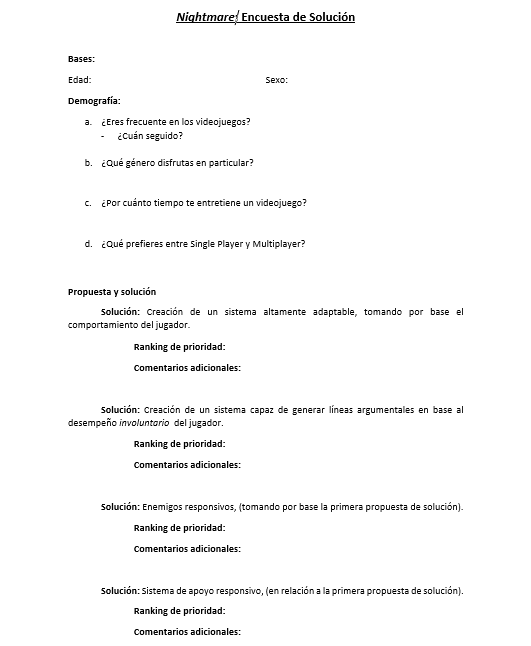 Nightmare/ Encuesta de Solución
Bases:
Edad: Sexo:
Demografía:
a. ¿Eres frecuente en los videojuegos?
- ¿Cuán seguido?
b. ¿Qué género disfrutas en particular?
c. ¿Por cuánto tiempo te entretiene un videojuego?
d. ¿Qué prefieres entre Single Player y Multiplayer?
Propuesta y solución
Solución: Creación de un sistema altamente adaptable, tomando por base el
comportamiento del jugador.
Ranking de prioridad:
Comentarios adicionales:
Solución: Creación de un sistema capaz de generar líneas argumentales en base al
desempeño involuntario del jugador.
Ranking de prioridad:
Comentarios adicionales:
Solución: Enemigos responsivos, (tomando por base la primera propuesta de solución).
Ranking de prioridad:
Comentarios adicionales:
Solución: Sistema de apoyo responsivo, (en relación a la primera propuesta de solución).
Ranking de prioridad:
Comentarios adicionales: